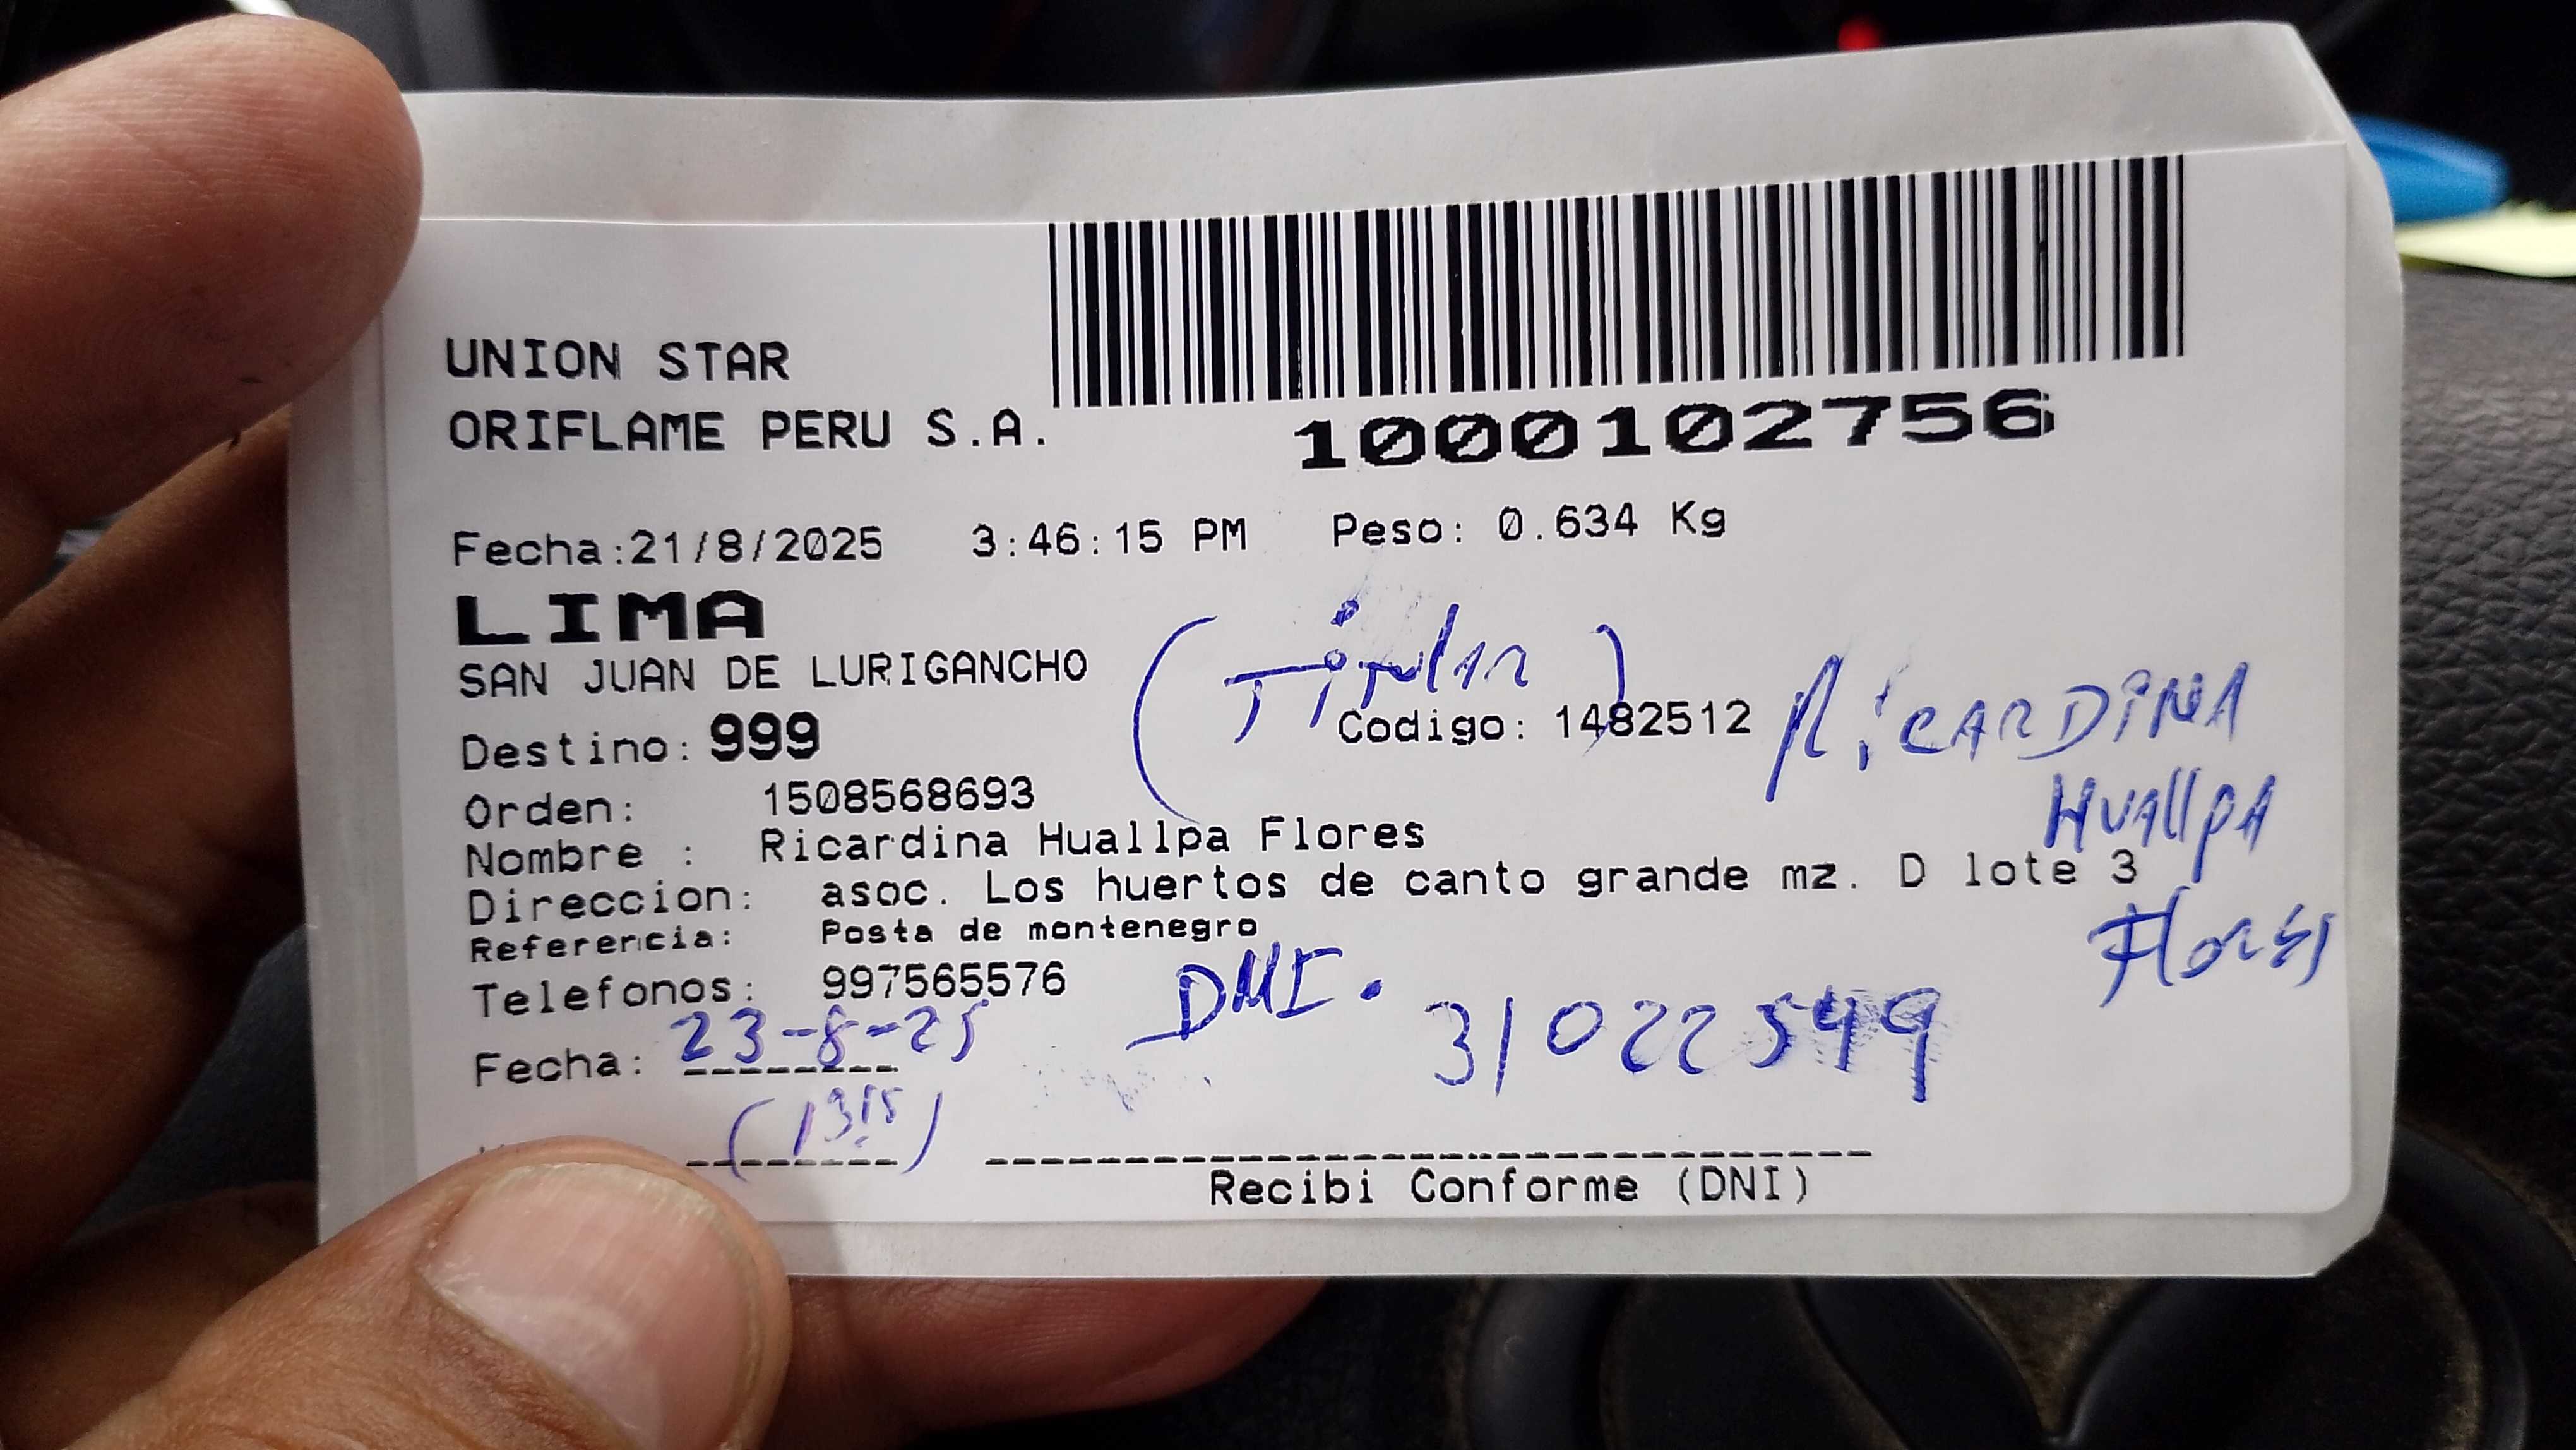 UNION STAR
ORIFLAME PERU S.A.
1000102756
Fecha:21/8/2025 3:46:15 PM Peso: 0.634 Kg
LIMA
SAN JUAN DE LURIGANCHO
(Titular)
Destino: 999 Codigo: 1482512
RiCARDiNA
Huallpa
Flores
Orden: 1508568693
Nombre : Ricardina Huallpa Flores
Direccion: asoc. Los huertos de canto grande mz. D lote 3
Referencia: Posta de montenegro
Telefonos: 997565576
DNI. 31022549
Fecha: 23-8-25
(13:15)
Recibi Conforme (DNI)